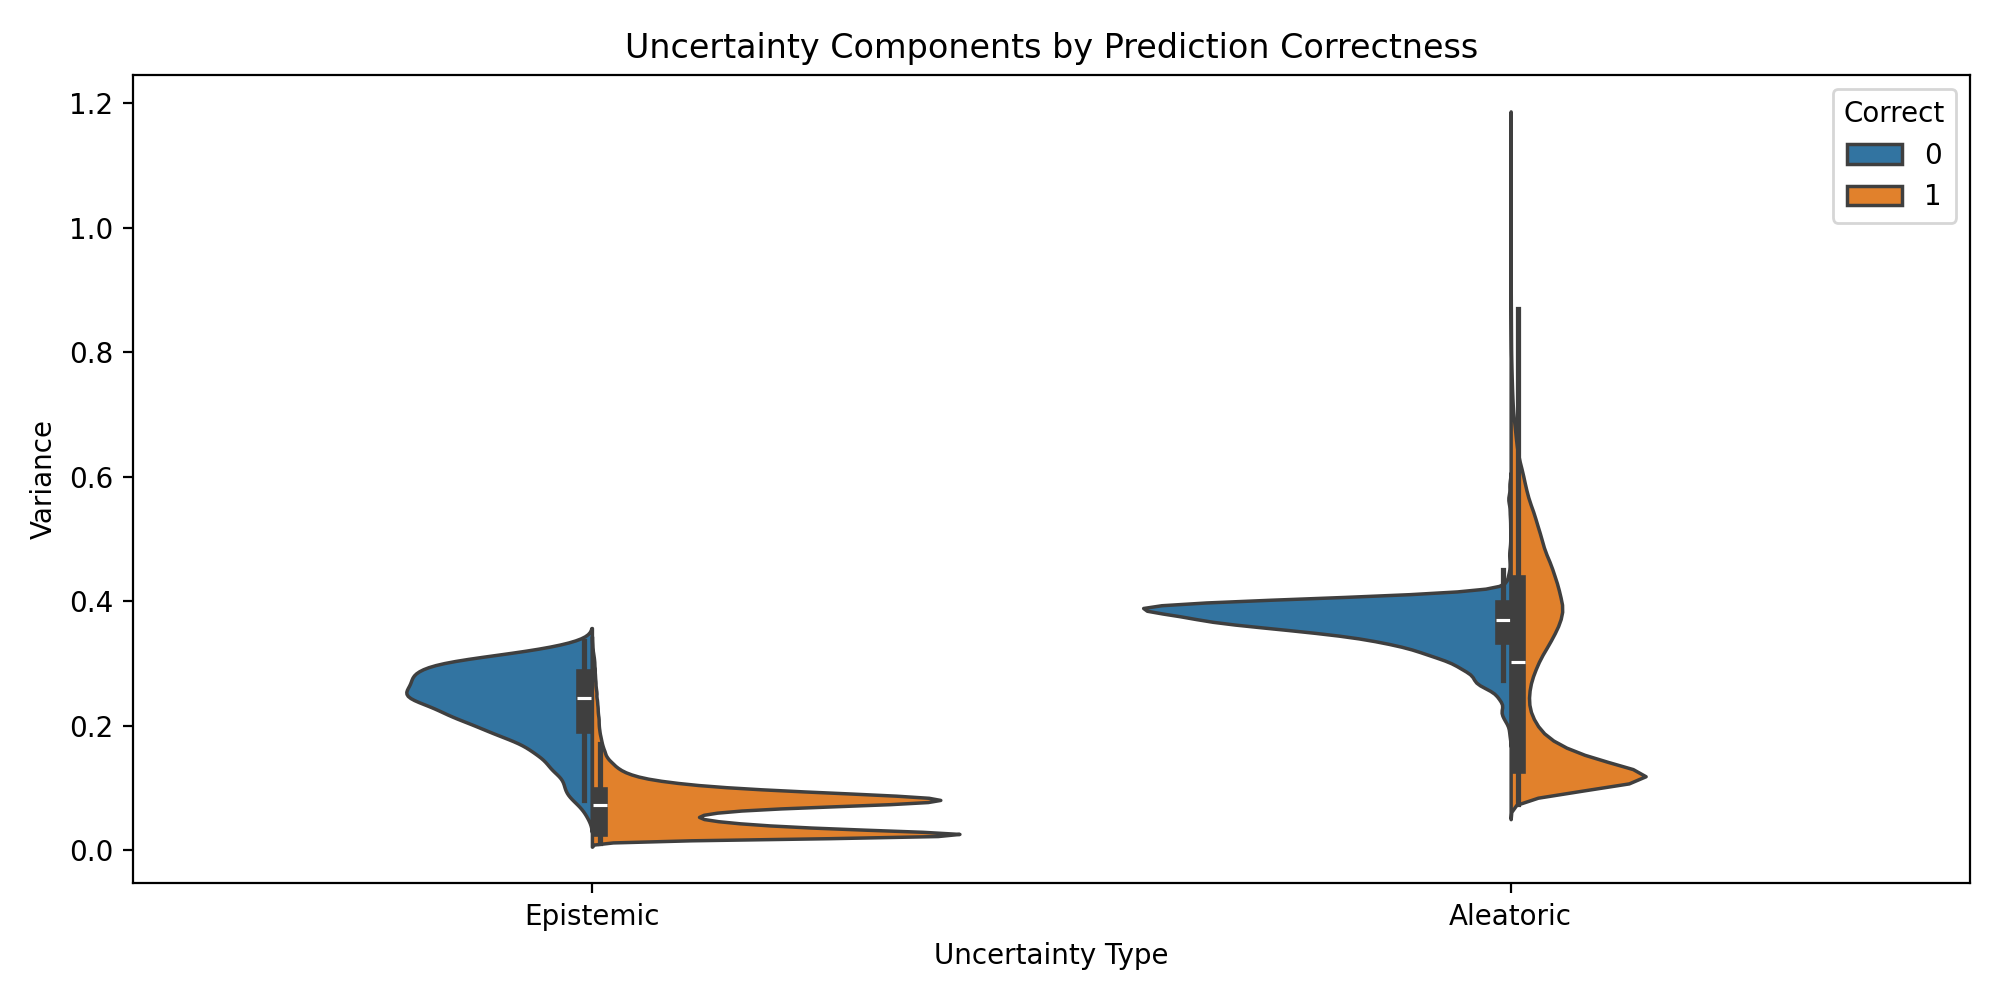 Uncertainty Components by Prediction Correctness
Correct
0
1
1.2
1.0
0.8
0.6
0.4
0.2
0.0
Variance
Epistemic
Aleatoric
Uncertainty Type